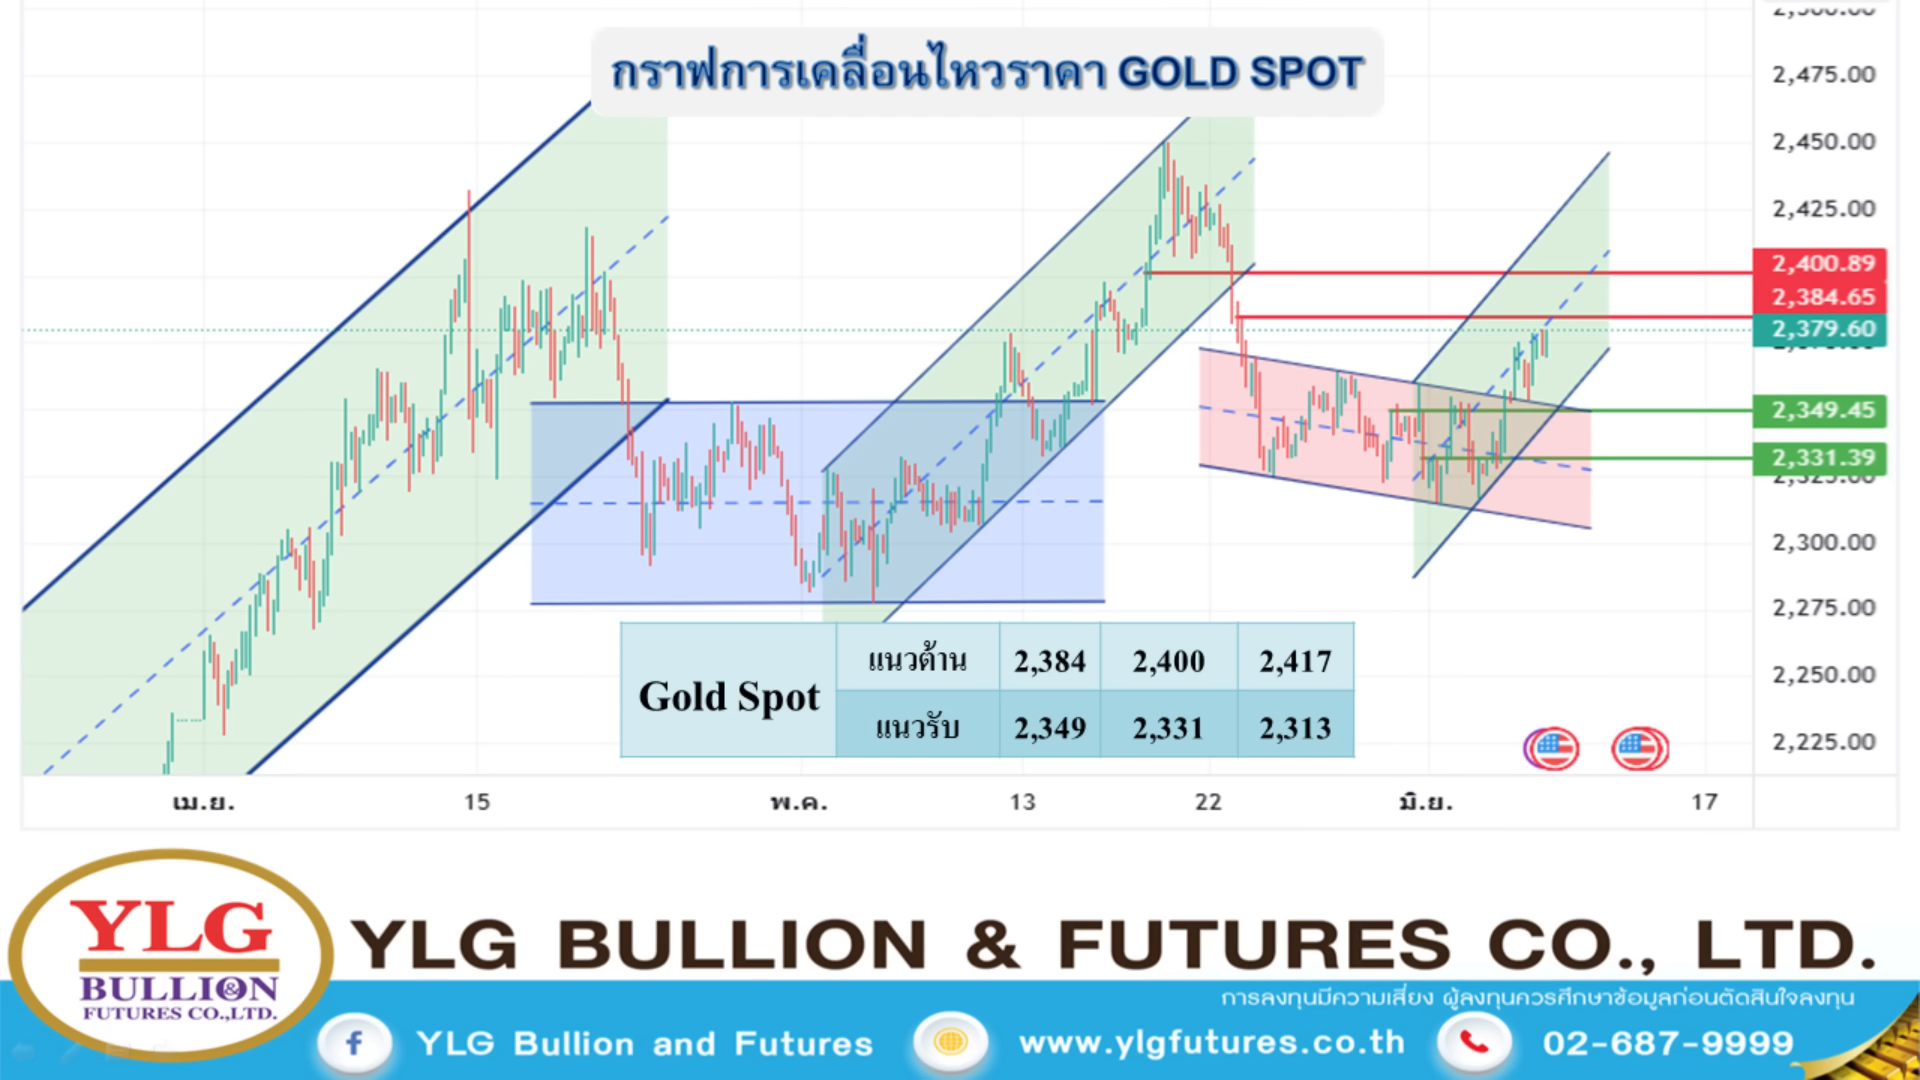 กราฟการเคลื่อนไหวราคา GOLD SPOT
2,475.00
2,450.00
2,425.00
2,400.89
2,384.65
2,379.60
2,349.45
2,331.39
2,300.00
2,275.00
2,250.00
2,225.00
Gold Spot
แนวต้าน 2,384 2,400 2,417
แนวรับ 2,349 2,331 2,313
เม.ย. 15 พ.ค. 13 22 มิ.ย. 17
YLG
BULLION
&
FUTURES CO.,LTD.
YLG BULLION & FUTURES CO., LTD.
การลงทุนมีความเสี่ยง ผู้ลงทุนควรศึกษาข้อมูลก่อนตัดสินใจลงทุน
f YLG Bullion and Futures www.ylgfutures.co.th 02-687-9999